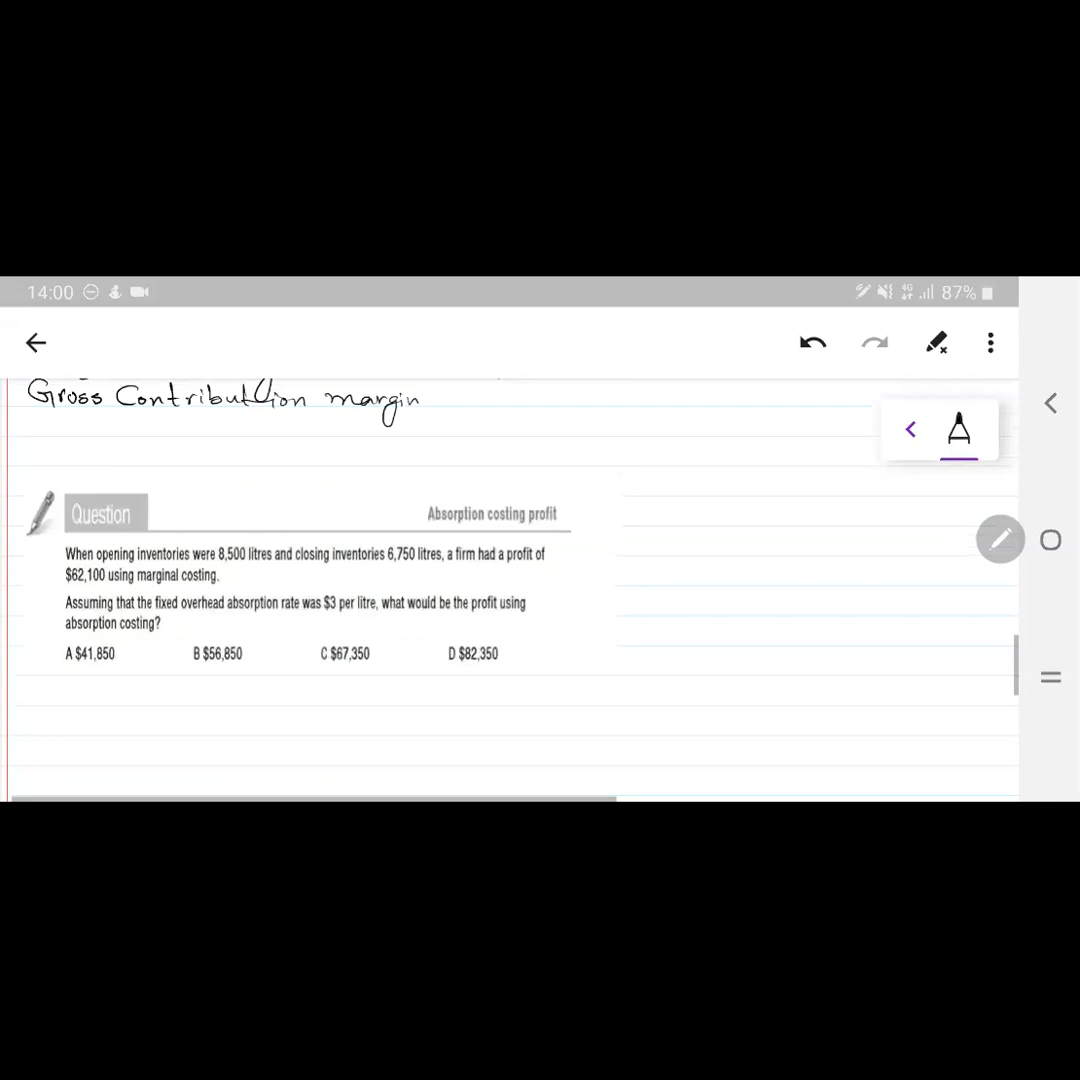 14:00
4G 87%
Gross Contribution margin
Question
Absorption costing profit
When opening inventories were 8,500 litres and closing inventories 6,750 litres, a firm had a profit of
$62,100 using marginal costing.
Assuming that the fixed overhead absorption rate was $3 per litre, what would be the profit using
absorption costing?
A $41,850 B $56,850 C $67,350 D $82,350